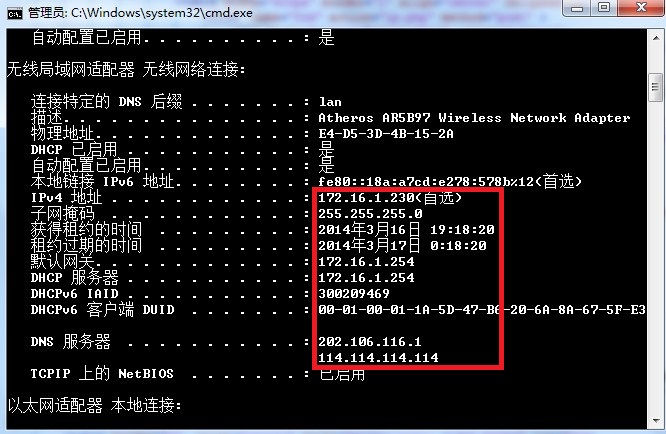 管理员: C:\Windows\system32\cmd.exe
自动配置已启用. . . . . . . . . . : 是
无线局域网适配器 无线网络连接:
连接特定的 DNS 后缀 . . . . . . . : lan
描述. . . . . . . . . . . . . . . : Atheros AR5B97 Wireless Network Adapter
物理地址. . . . . . . . . . . . . : E4-D5-3D-4B-15-2A
DHCP 已启用 . . . . . . . . . . . : 是
自动配置已启用. . . . . . . . . . : 是
本地链接 IPv6 地址. . . . . . . . : fe80::18a:a7cd:e278:578b%12(首选)
IPv4 地址 . . . . . . . . . . . . : 172.16.1.230(首选)
子网掩码 . . . . . . . . . . . . : 255.255.255.0
获得租约的时间 . . . . . . . . . : 2014年3月16日 19:18:20
租约过期的时间 . . . . . . . . . : 2014年3月17日 0:18:20
默认网关. . . . . . . . . . . . . : 172.16.1.254
DHCP 服务器 . . . . . . . . . . . : 172.16.1.254
DHCPv6 IAID . . . . . . . . . . . : 300209469
DHCPv6 客户端 DUID . . . . . . . : 00-01-00-01-1A-5D-47-B6-20-6A-8A-67-5F-E3
DNS 服务器 . . . . . . . . . . . : 202.106.116.1
114.114.114.114
TCPIP 上的 NetBIOS . . . . . . . : 已启用
以太网适配器 本地连接: